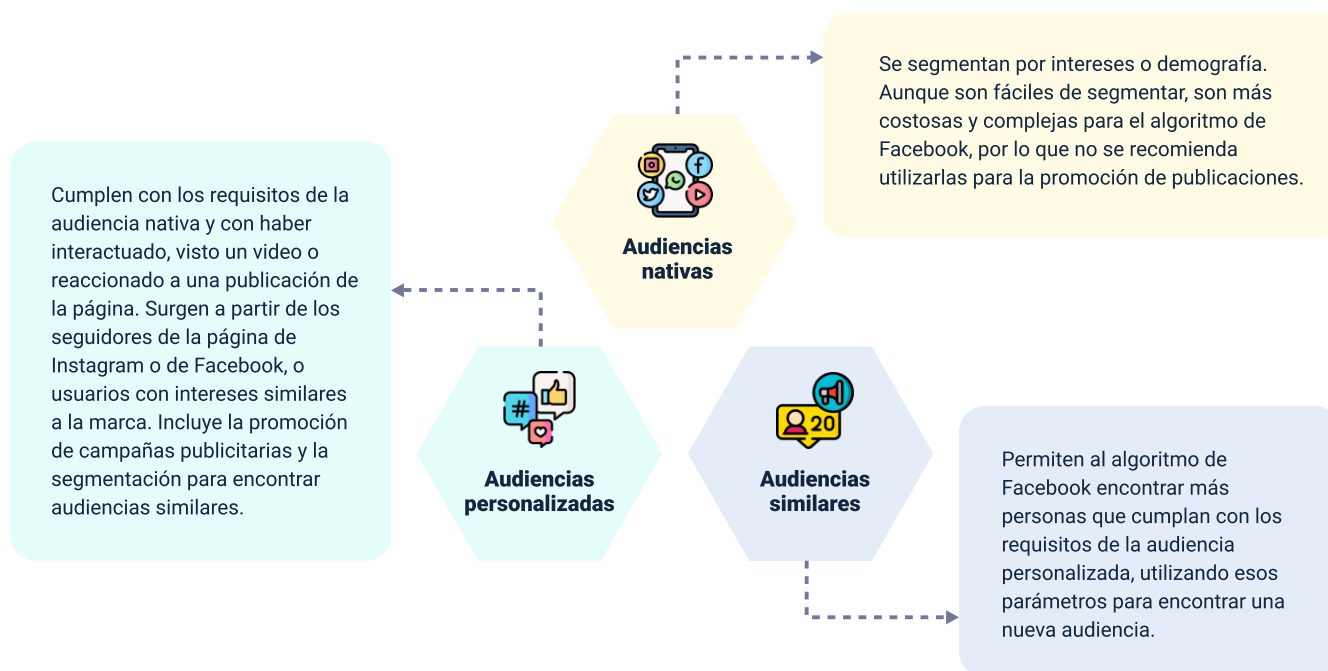 Se segmentan por intereses o demografía.
Aunque son fáciles de segmentar, son más
costosas y complejas para el algoritmo de
Facebook, por lo que no se recomienda
utilizarlas para la promoción de publicaciones.
Audiencias
nativas
Cumplen con los requisitos de la
audiencia nativa y con haber
interactuado, visto un video o
reaccionado a una publicación de
la página. Surgen a partir de los
seguidores de la página de
Instagram o de Facebook, o
usuarios con intereses similares
a la marca. Incluye la promoción
de campañas publicitarias y la
segmentación para encontrar
audiencias similares.
#
Audiencias
personalizadas
20
Audiencias
similares
Permiten al algoritmo de
Facebook encontrar más
personas que cumplan con los
requisitos de la audiencia
personalizada, utilizando esos
parámetros para encontrar una
nueva audiencia.